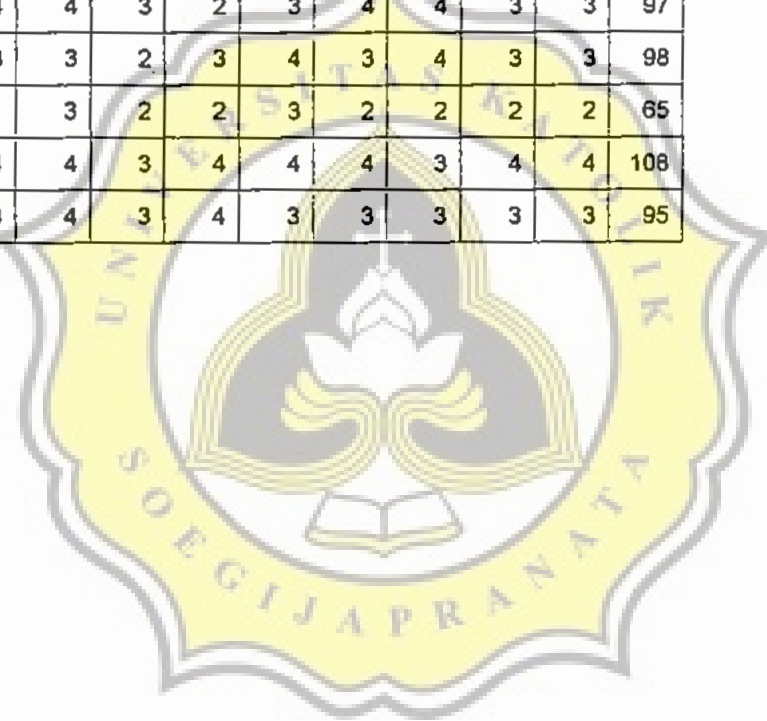 4 3 2 3 4 4 3 3 97
3 2 3 4 3 4 3 3 98
3 2 2 3 2 2 2 2 65
4 3 4 4 4 3 4 4 108
4 3 4 3 3 3 3 3 95
UNIVERSITAS KATOLIK
SOEGIJAPRANATA